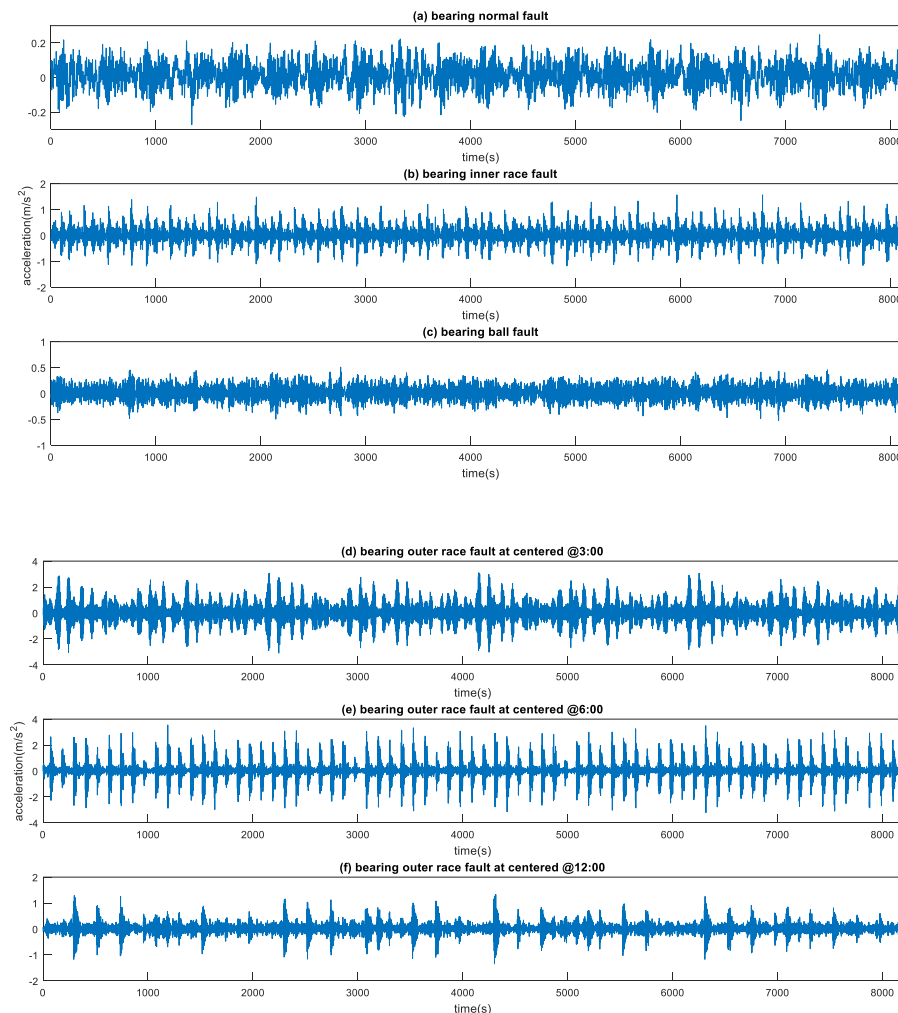 (a) bearing normal fault
0.2
0
-0.2
0 1000 2000 3000 4000 5000 6000 7000 8000
time(s)
(b) bearing inner race fault
acceleration(m/s²)
2
1
0
-1
-2
0 1000 2000 3000 4000 5000 6000 7000 8000
time(s)
(c) bearing ball fault
1
0.5
0
-0.5
-1
0 1000 2000 3000 4000 5000 6000 7000 8000
time(s)
(d) bearing outer race fault at centered @3:00
4
2
0
-2
-4
0 1000 2000 3000 4000 5000 6000 7000 8000
time(s)
(e) bearing outer race fault at centered @6:00
acceleration(m/s²)
4
2
0
-2
-4
0 1000 2000 3000 4000 5000 6000 7000 8000
time(s)
(f) bearing outer race fault at centered @12:00
2
1
0
-1
-2
0 1000 2000 3000 4000 5000 6000 7000 8000
time(s)